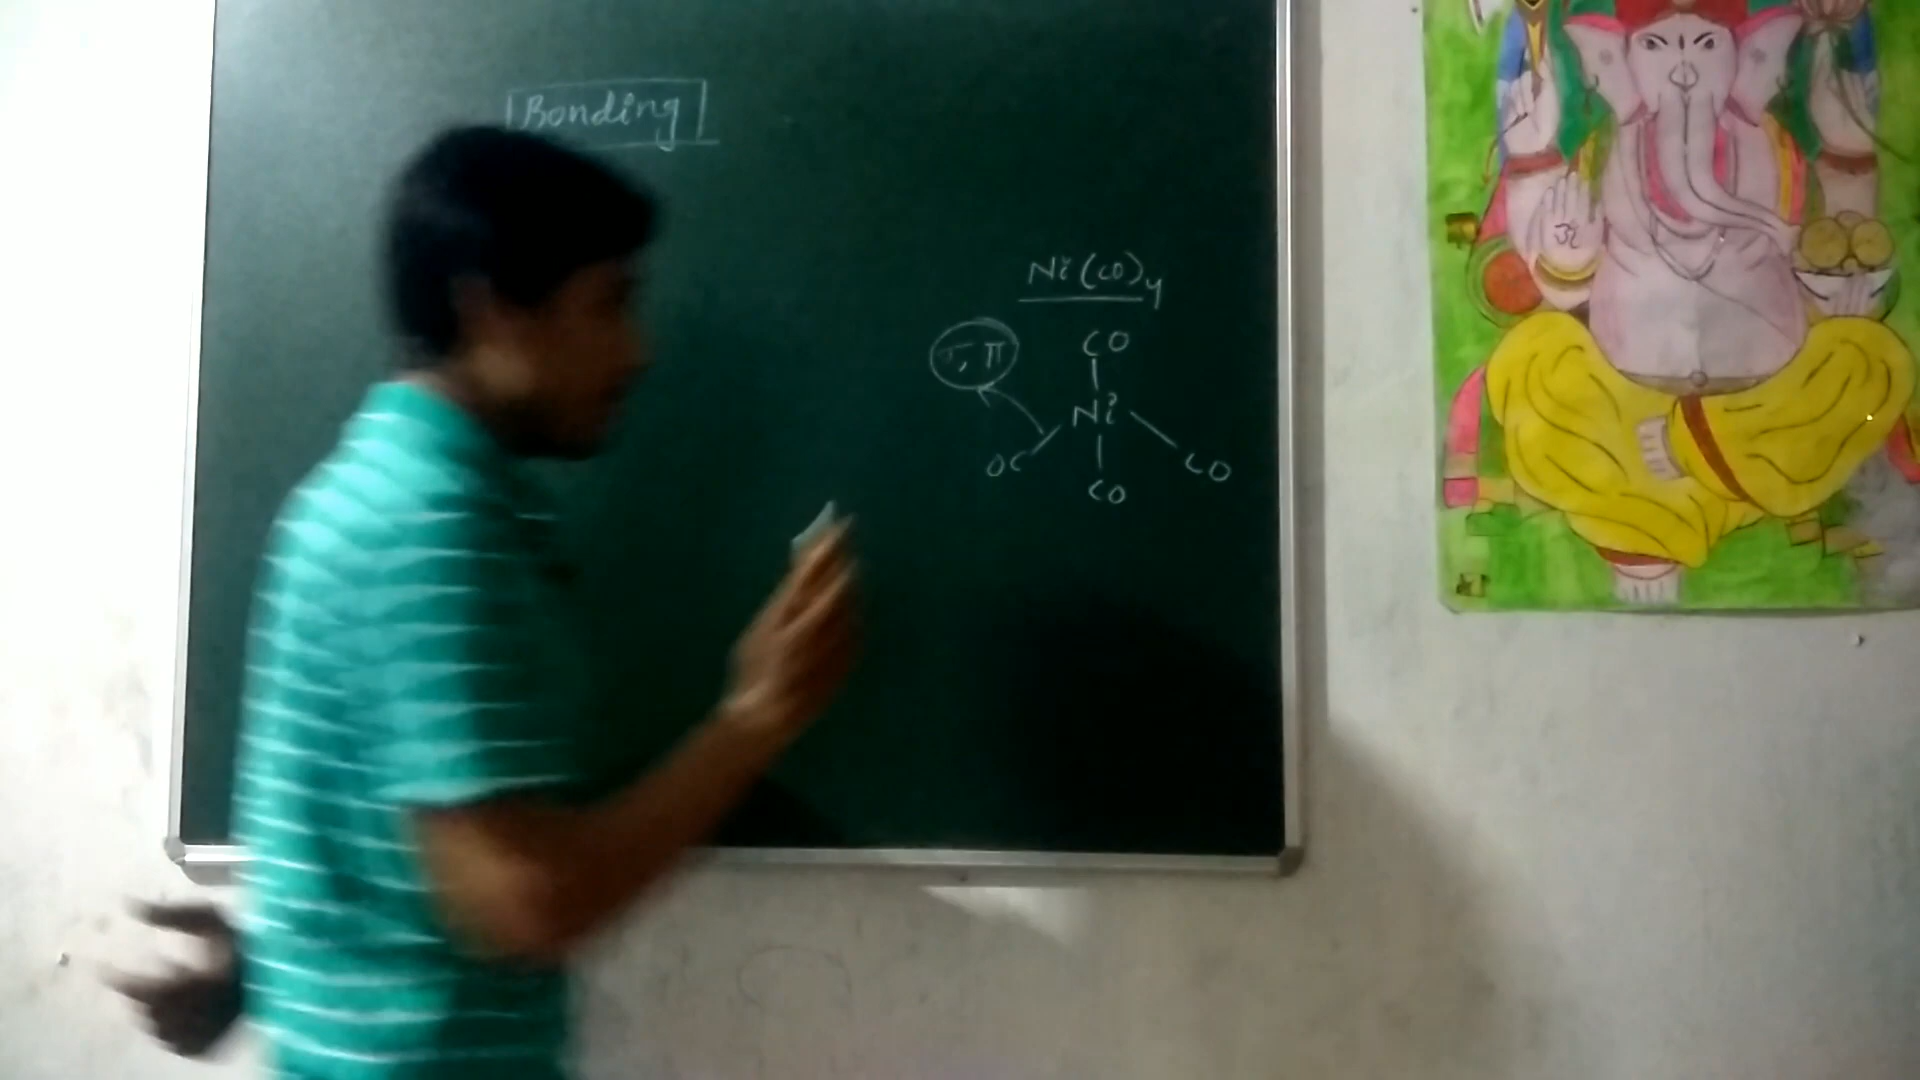 Bonding
Ni(CO)4
σ, π
CO
Ni
OC
CO
CO
ॐ